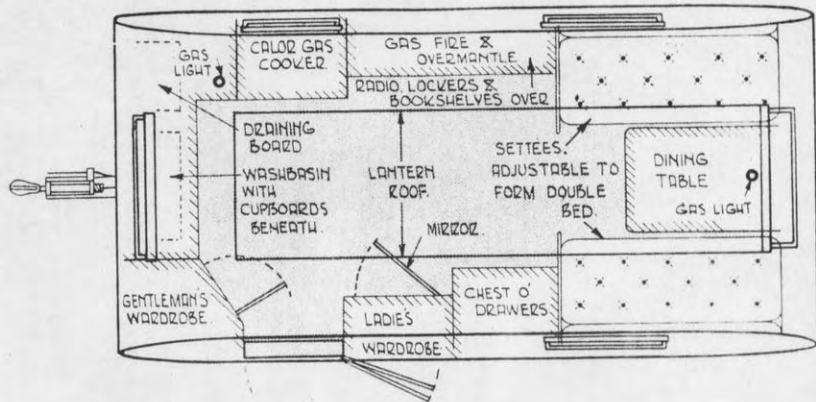 GAS
LIGHT
CALOR GAS
COOKER
GAS FIRE &
OVERMANTLE
RADIO, LOCKERS &
BOOKSHELVES OVER
DRAINING
BOARD
WASHBASIN
WITH
CUPBOARDS
BENEATH.
LANTERN
ROOF.
SETTEES.
ADJUSTABLE TO
FORM DOUBLE
BED.
DINING
TABLE
GAS LIGHT
MIRROR.
GENTLEMAN'S
WARDROBE
LADIE'S
WARDROBE
CHEST O'
DRAWERS